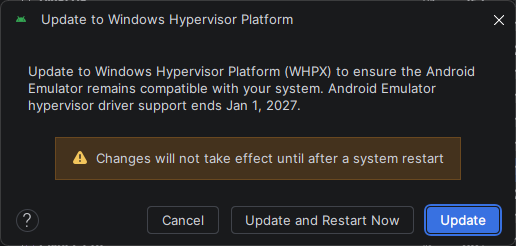 Update to Windows Hypervisor Platform
Update to Windows Hypervisor Platform (WHPX) to ensure the Android
Emulator remains compatible with your system. Android Emulator
hypervisor driver support ends Jan 1, 2027.
Changes will not take effect until after a system restart
?
Cancel
Update and Restart Now
Update